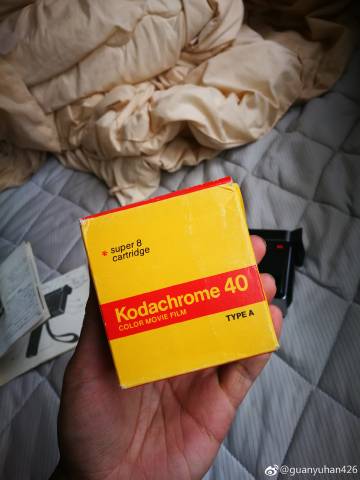 * super 8
cartridge
Kodachrome 40
COLOR MOVIE FILM
TYPE A
@guanyuhan426